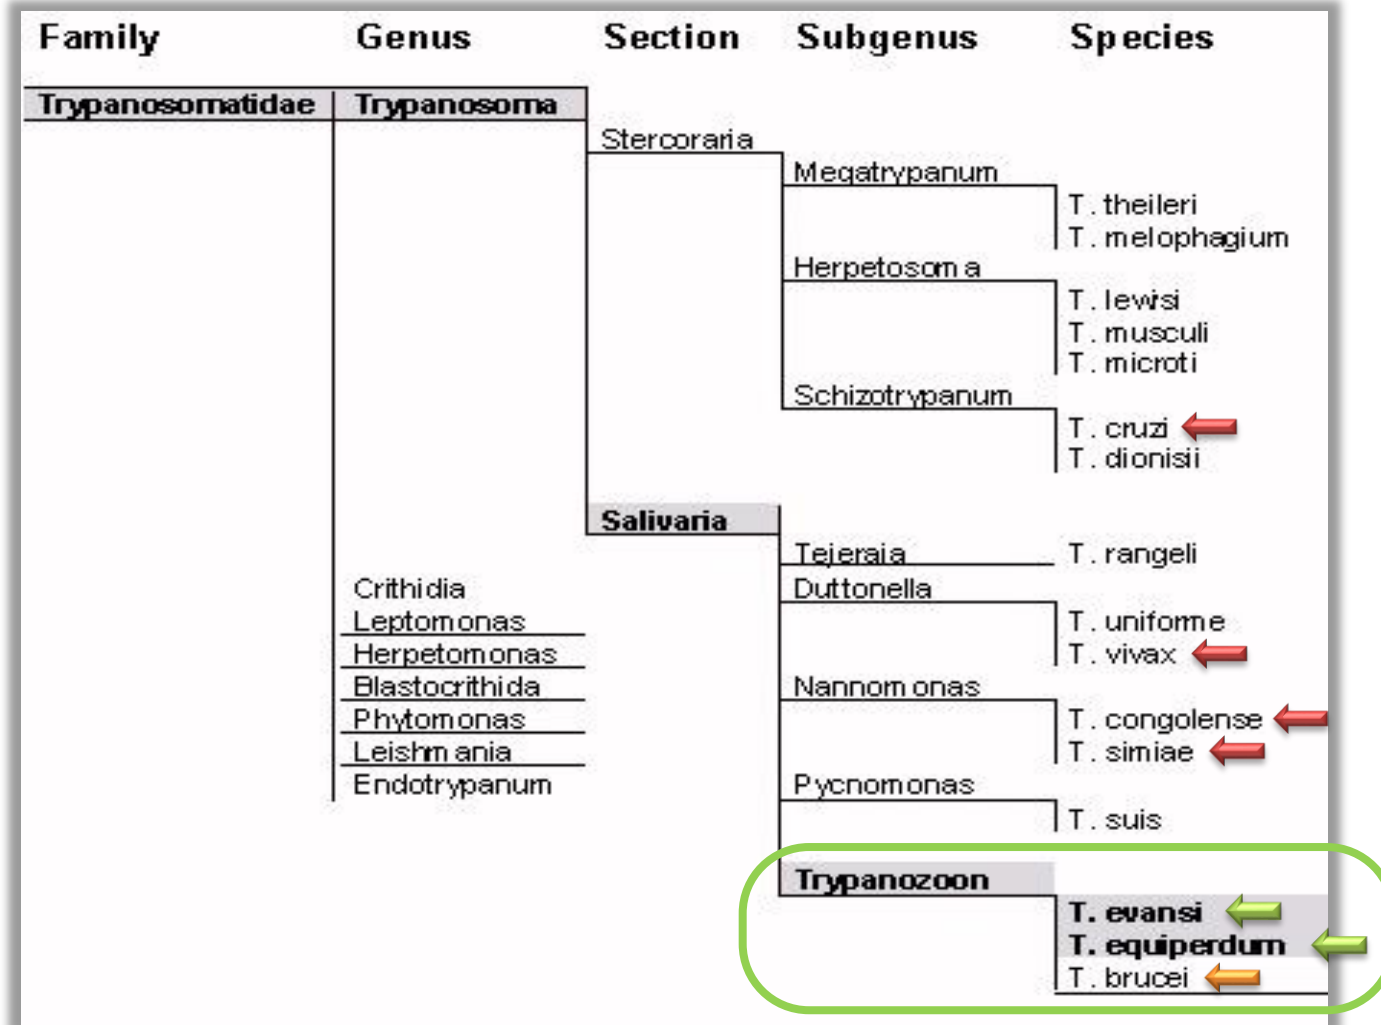 Family Genus Section Subgenus Species
Trypanosomatidae Trypanosoma
Stercoraria
Megatrypanum
T. theileri
T. melophagium
Herpetosoma
T. lewisi
T. musculi
T. microti
Schizotrypanum
T. cruzi
T. dionisii
Salivaria
Tejeraia T. rangeli
Crithidia Duttonella
Leptomonas T. uniforme
Herpetomonas T. vivax
Blastocrithida Nannomonas
Phytomonas T. congolense
Leishmania T. simiae
Endotrypanum Pycnomonas
T. suis
Trypanozoon
T. evansi
T. equiperdum
T. brucei